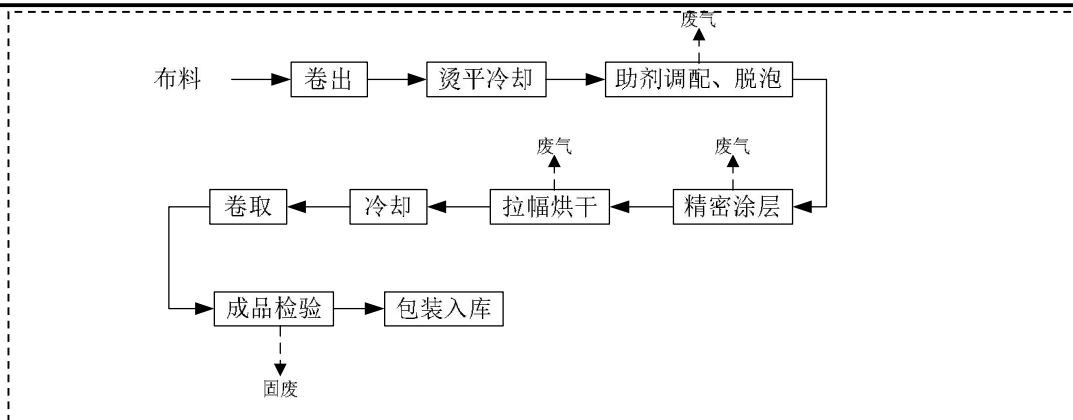 废气
布料 卷出 烫平冷却 助剂调配、脱泡
废气 废气
卷取 冷却 拉幅烘干 精密涂层
成品检验 包装入库
固废